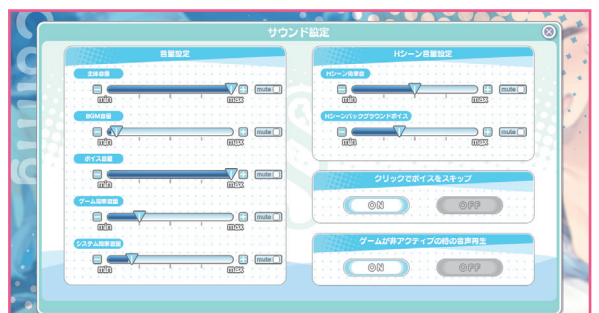 サウンド設定
音量設定
主体音量
min max mute
BGM音量
min max mute
ボイス音量
min max mute
ゲーム効果音量
min max mute
システム効果音量
min max mute
Hシーン音量設定
Hシーン効果音
min max mute
Hシーンバックグラウンドボイス
min max mute
クリックでボイスをスキップ
ON OFF
ゲームが非アクティブの時の音声再生
ON OFF